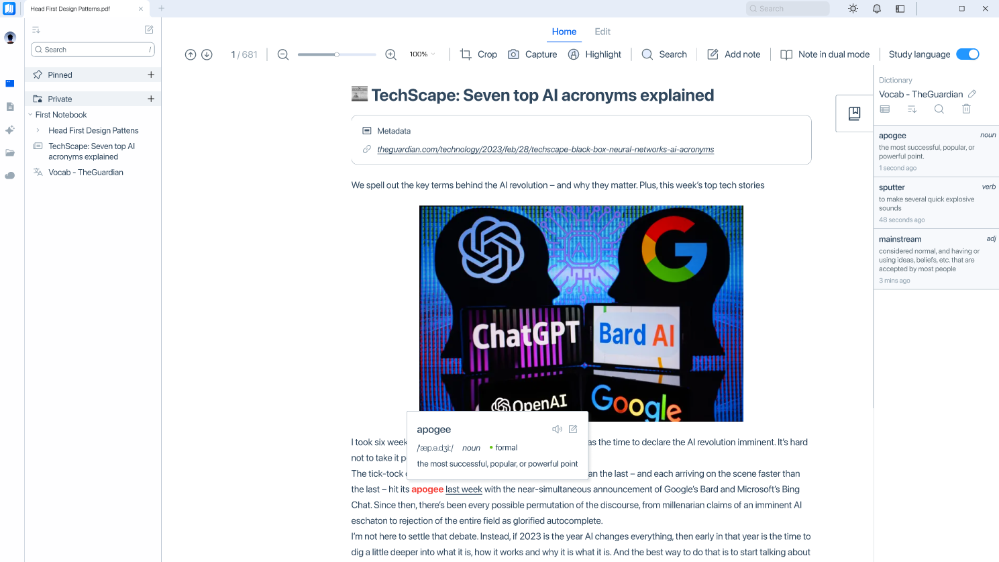 Head First Design Patterns.pdf
Search
Search /
Pinned
Private
First Notebook
Head First Design Pattens
TechScape: Seven top AI
acronyms explained
Vocab - TheGuardian
Home Edit
1 / 681 100% Crop Capture Highlight Search Add note Note in dual mode Study language
TechScape: Seven top AI acronyms explained
Metadata
theguardian.com/technology/2023/feb/28/techscape-black-box-neural-networks-ai-acronyms
We spell out the key terms behind the AI revolution – and why they matter. Plus, this week's top tech stories
AI
ChatGPT Bard AI
OpenAI Google
apogee
/ˈæp.ə.dʒiː/ noun • formal
the most successful, popular, or powerful point
I took six week as the time to declare the AI revolution imminent. It's hard
not to take it p
The tick-tock an the last – and each arriving on the scene faster than
the last – hit its apogee last week with the near-simultaneous announcement of Google's Bard and Microsoft's Bing
Chat. Since then, there's been every possible permutation of the discourse, from millenarian claims of an imminent AI
eschaton to rejection of the entire field as glorified autocomplete.
I'm not here to settle that debate. Instead, if 2023 is the year AI changes everything, then early in that year is the time to
dig a little deeper into what it is, how it works and why it is what it is. And the best way to do that is to start talking about
Dictionary
Vocab - TheGuardian
apogee noun
the most successful, popular, or
powerful point.
1 second ago
sputter verb
to make several quick explosive
sounds
48 seconds ago
mainstream adj
considered normal, and having or
using ideas, beliefs, etc. that are
accepted by most people
3 mins ago